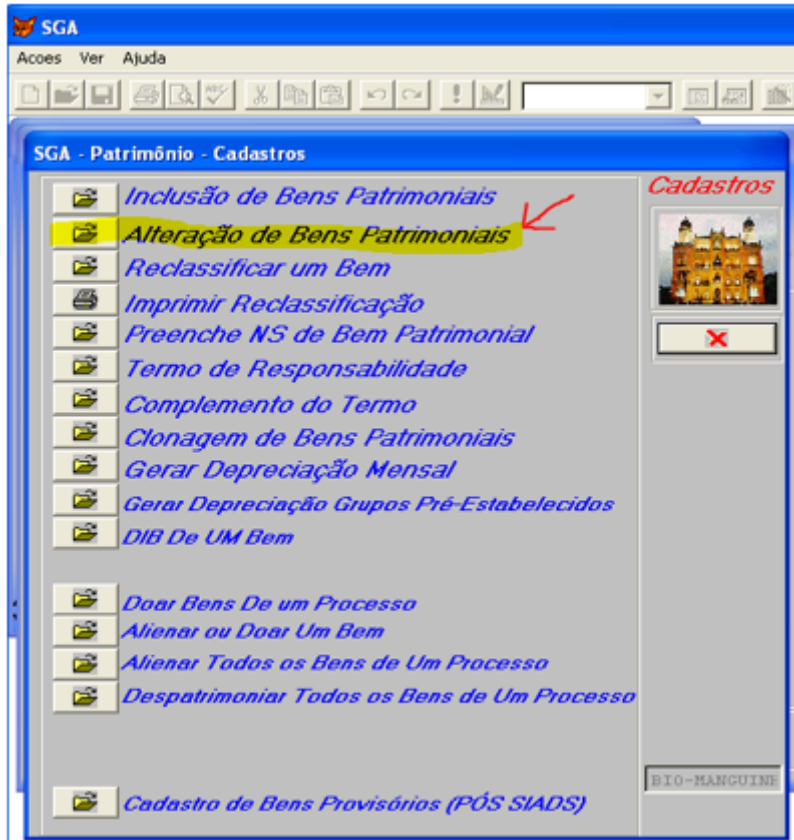 SGA
Acoes Ver Ajuda
SGA - Patrimônio - Cadastros
Cadastros
Inclusão de Bens Patrimoniais
Alteração de Bens Patrimoniais
Reclassificar um Bem
Imprimir Reclassificação
Preenche NS de Bem Patrimonial
Termo de Responsabilidade
Complemento do Termo
Clonagem de Bens Patrimoniais
Gerar Depreciação Mensal
Gerar Depreciação Grupos Pré-Estabelecidos
DIB De UM Bem
Doar Bens De um Processo
Alienar ou Doar Um Bem
Alienar Todos os Bens de Um Processo
Despatrimoniar Todos os Bens de Um Processo
BIO-MANGUINH
Cadastro de Bens Provisórios (PÓS SIADS)